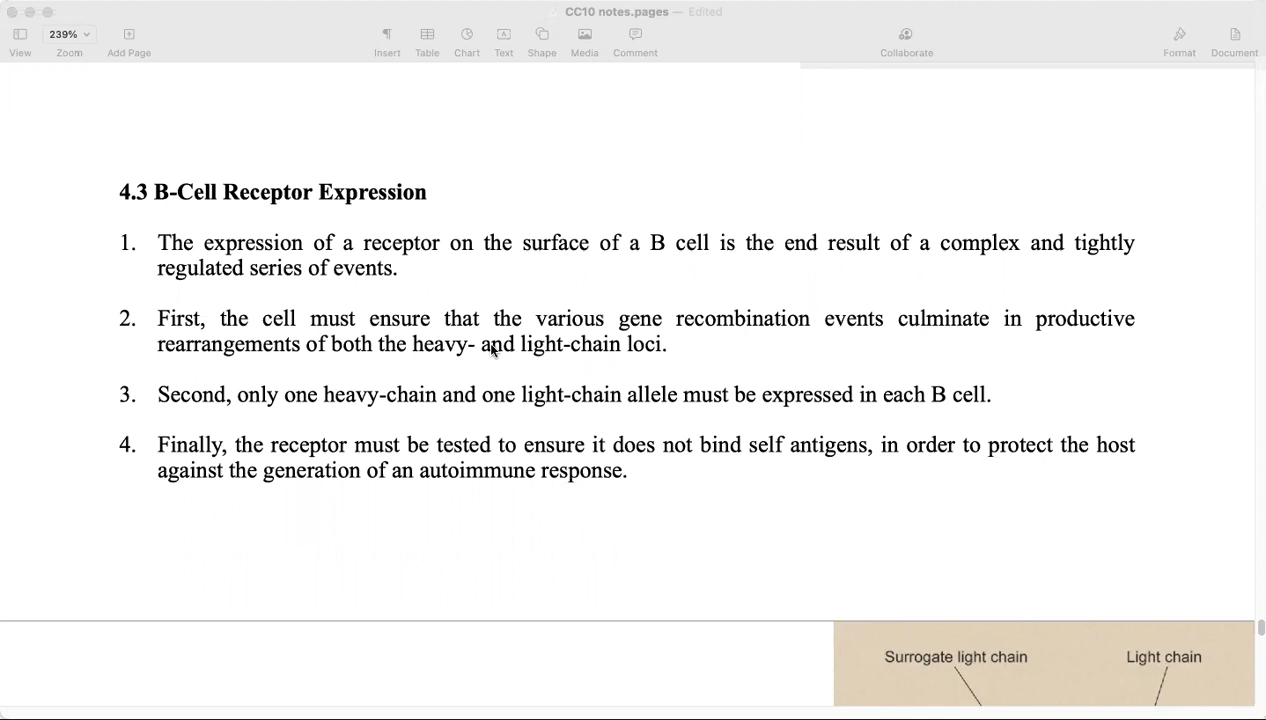 CC10 notes.pages — Edited
239%
View Zoom Add Page Insert Table Chart Text Shape Media Comment Collaborate Format Document
4.3 B-Cell Receptor Expression
1. The expression of a receptor on the surface of a B cell is the end result of a complex and tightly
regulated series of events.
2. First, the cell must ensure that the various gene recombination events culminate in productive
rearrangements of both the heavy- and light-chain loci.
3. Second, only one heavy-chain and one light-chain allele must be expressed in each B cell.
4. Finally, the receptor must be tested to ensure it does not bind self antigens, in order to protect the host
against the generation of an autoimmune response.
Surrogate light chain Light chain